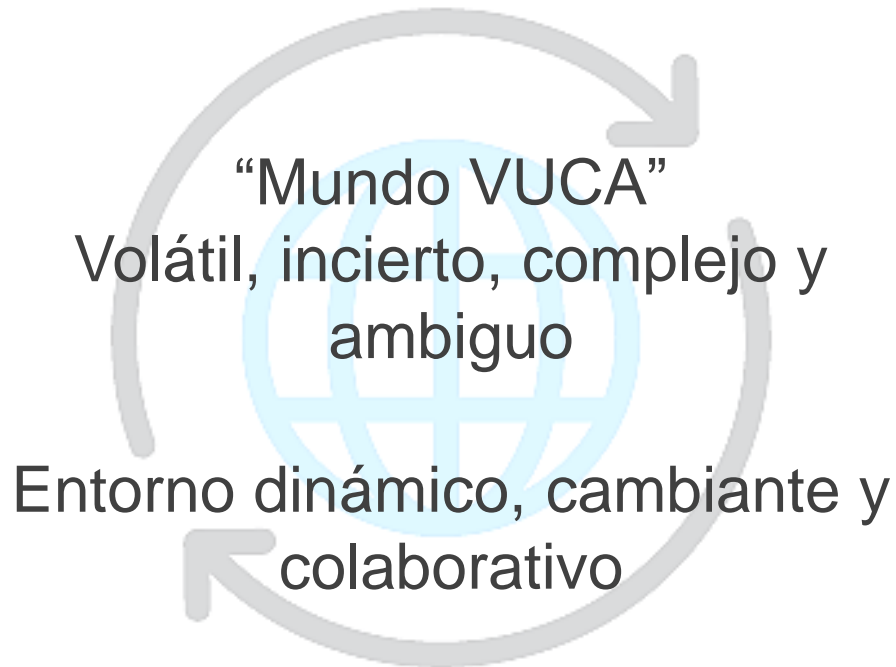 “Mundo VUCA”
Volátil, incierto, complejo y
ambiguo
Entorno dinámico, cambiante y
colaborativo